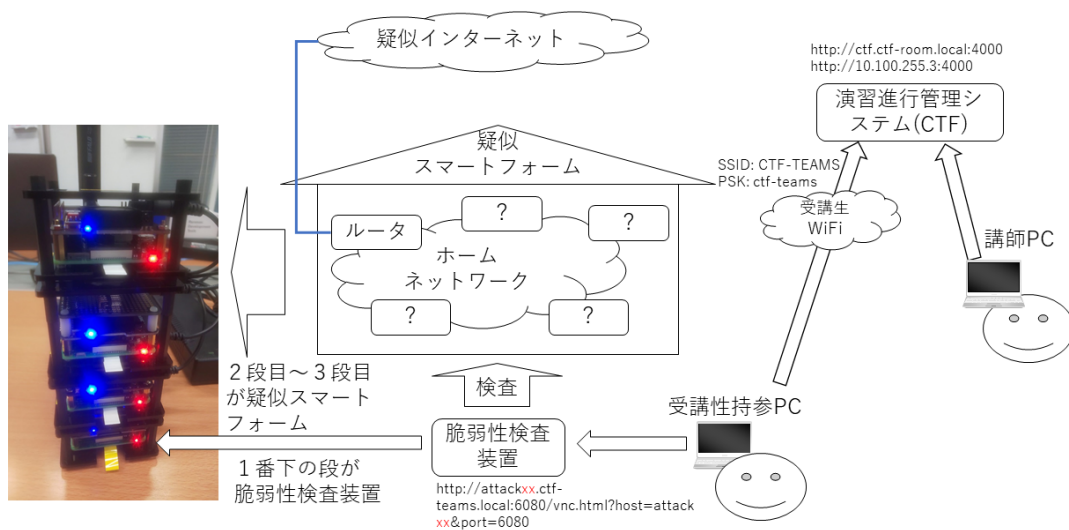 疑似インターネット
http://ctf.ctf-room.local:4000
http://10.100.255.3:4000
演習進行管理シ
ステム(CTF)
疑似
スマートフォーム
SSID: CTF-TEAMS
PSK: ctf-teams
受講生
WiFi
ルータ
?
?
ホーム
ネットワーク
?
?
講師PC
2段目～3段目
が疑似スマート
フォーム
検査
受講性持参PC
脆弱性検査
装置
1番下の段が
脆弱性検査装置
http://attackxx.ctf-
teams.local:6080/vnc.html?host=attack
xx&port=6080